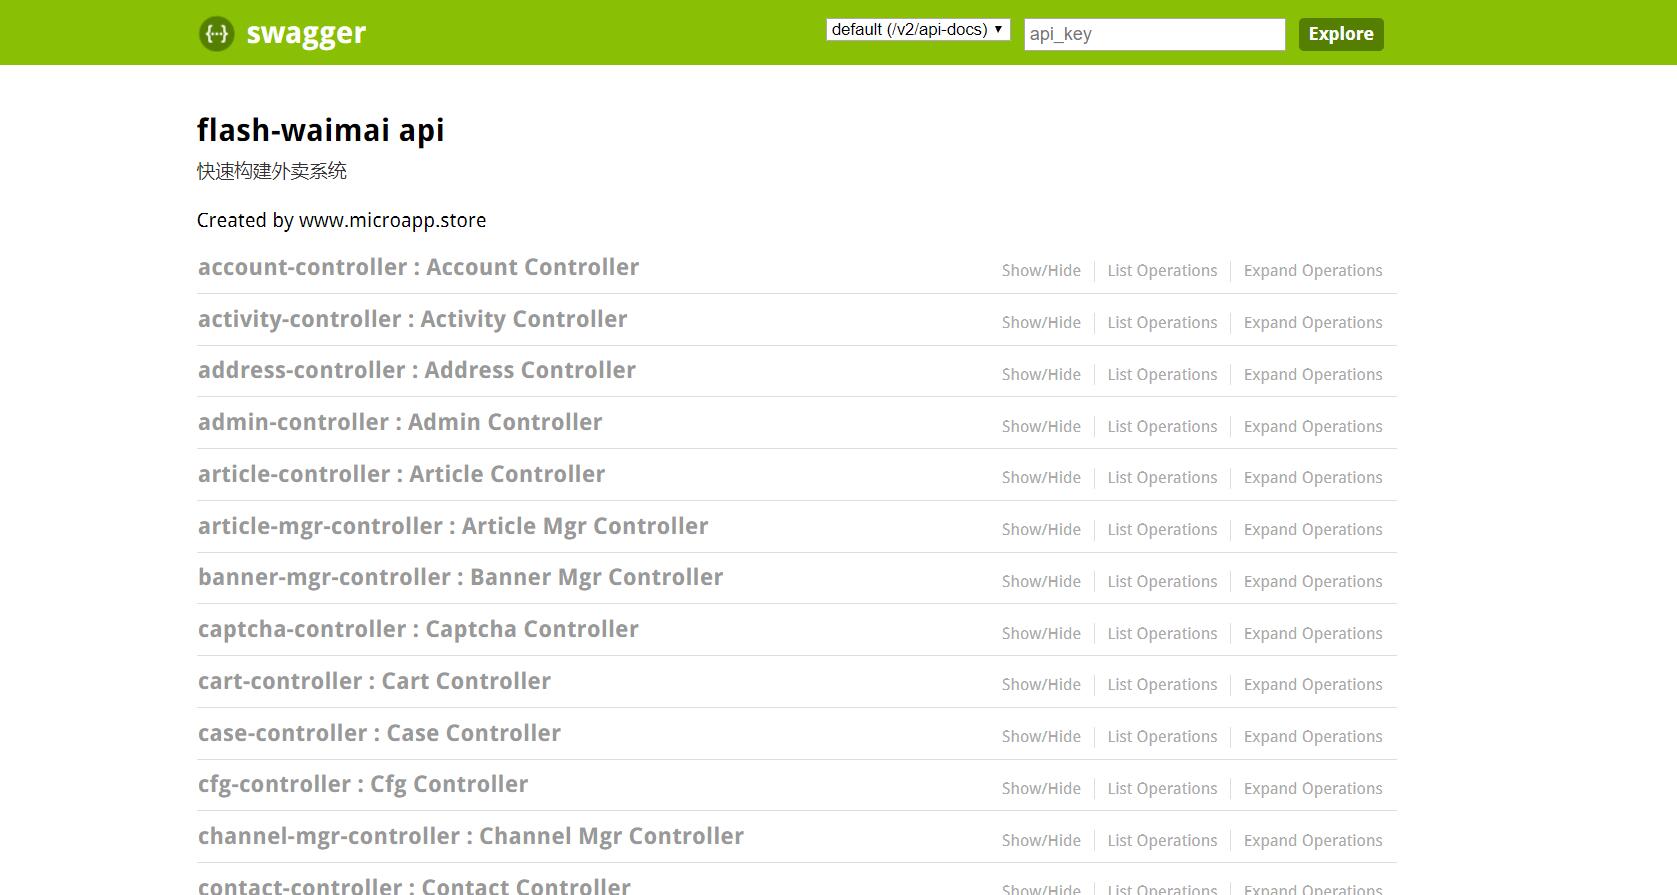 swagger
default (/v2/api-docs)
api_key
Explore
flash-waimai api
快速构建外卖系统
Created by www.microapp.store
account-controller : Account Controller Show/Hide List Operations Expand Operations
activity-controller : Activity Controller Show/Hide List Operations Expand Operations
address-controller : Address Controller Show/Hide List Operations Expand Operations
admin-controller : Admin Controller Show/Hide List Operations Expand Operations
article-controller : Article Controller Show/Hide List Operations Expand Operations
article-mgr-controller : Article Mgr Controller Show/Hide List Operations Expand Operations
banner-mgr-controller : Banner Mgr Controller Show/Hide List Operations Expand Operations
captcha-controller : Captcha Controller Show/Hide List Operations Expand Operations
cart-controller : Cart Controller Show/Hide List Operations Expand Operations
case-controller : Case Controller Show/Hide List Operations Expand Operations
cfg-controller : Cfg Controller Show/Hide List Operations Expand Operations
channel-mgr-controller : Channel Mgr Controller Show/Hide List Operations Expand Operations
contact-controller : Contact Controller Show/Hide List Operations Expand Operations